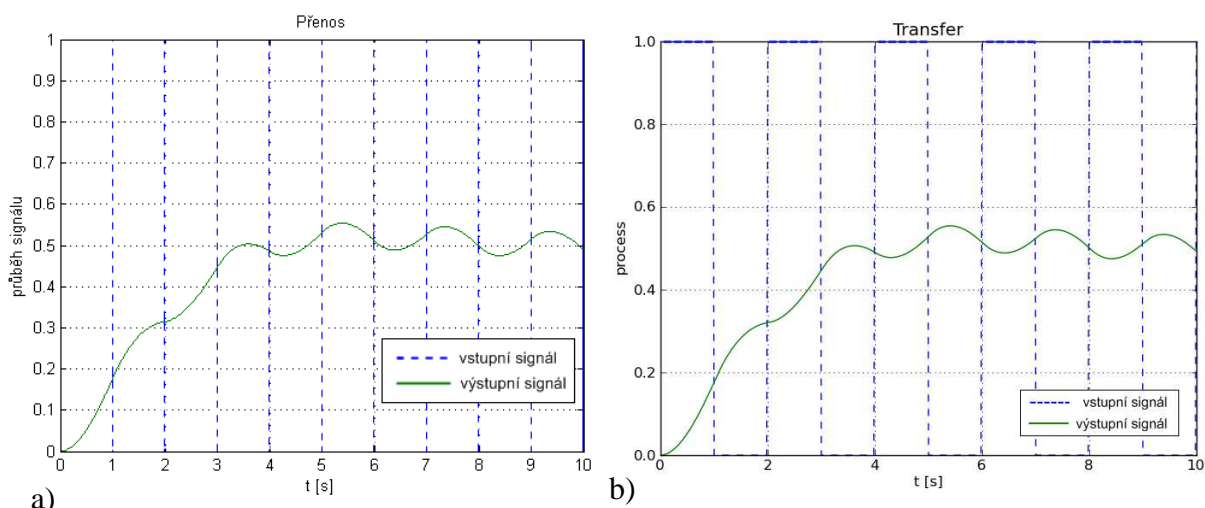 Přenos
1
0.9
0.8
0.7
0.6
0.5
0.4
0.3
0.2
0.1
0
průběh signálu
vstupní signál
výstupní signál
0 1 2 3 4 5 6 7 8 9 10
t [s]
a)
Transfer
1.0
0.8
0.6
0.4
0.2
0.0
process
vstupní signál
výstupní signál
0 2 4 6 8 10
t [s]
b)